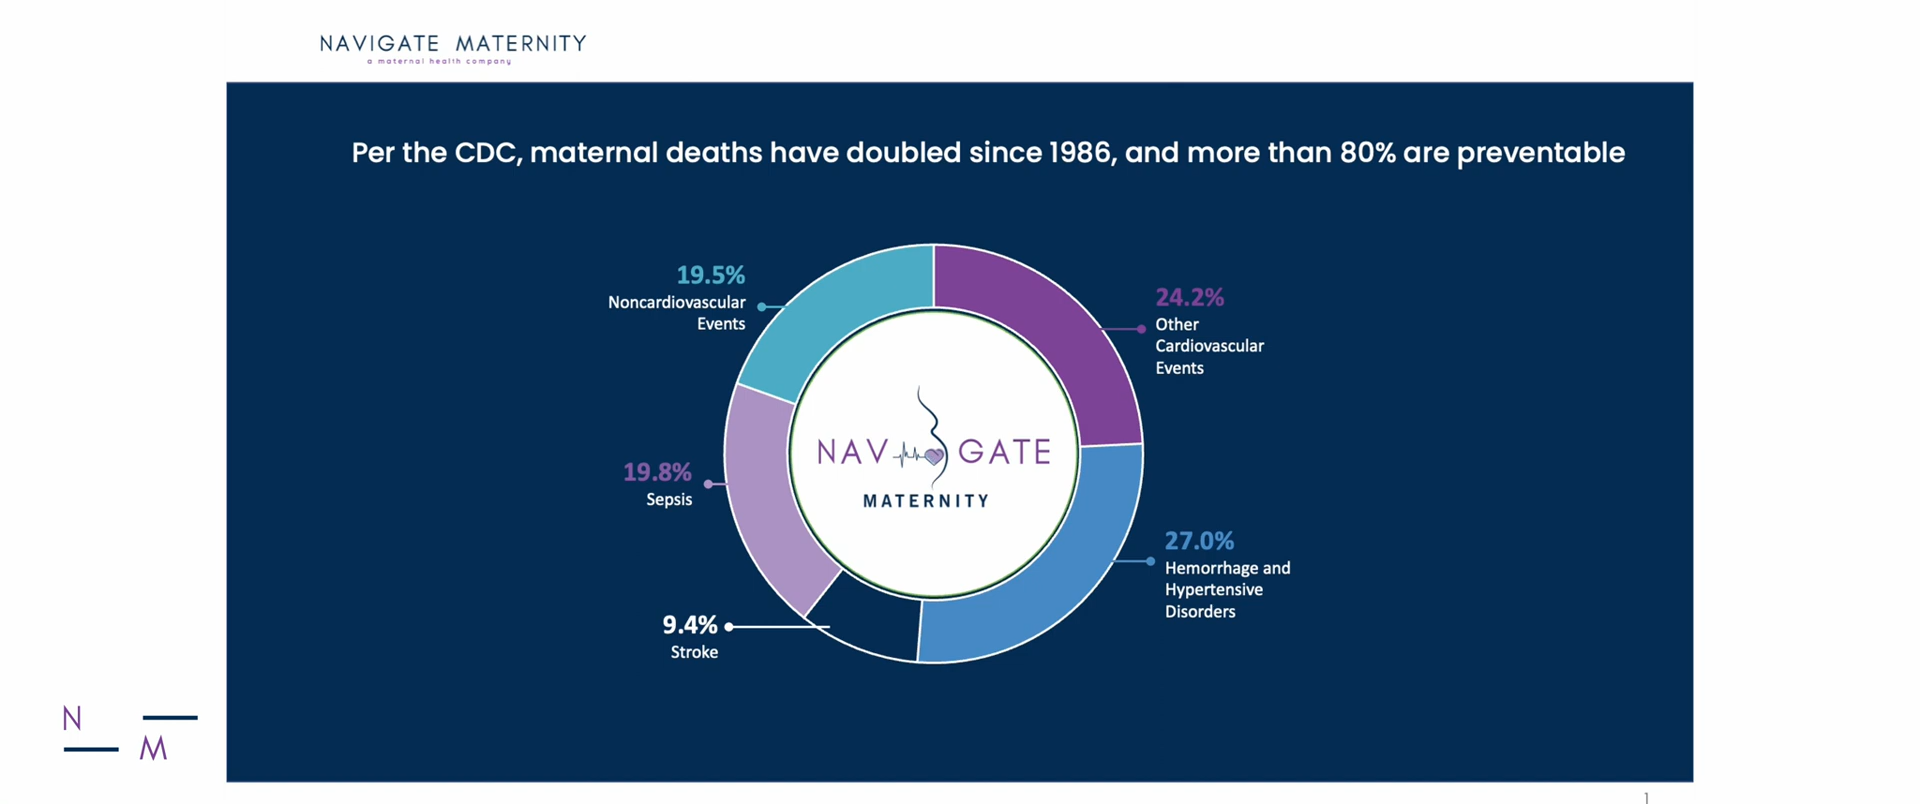 NAVIGATE MATERNITY
a maternal health company
Per the CDC, maternal deaths have doubled since 1986, and more than 80% are preventable
19.5%
Noncardiovascular
Events
24.2%
Other
Cardiovascular
Events
NAV GATE
MATERNITY
19.8%
Sepsis
27.0%
Hemorrhage and
Hypertensive
Disorders
9.4%
Stroke
N
M
1